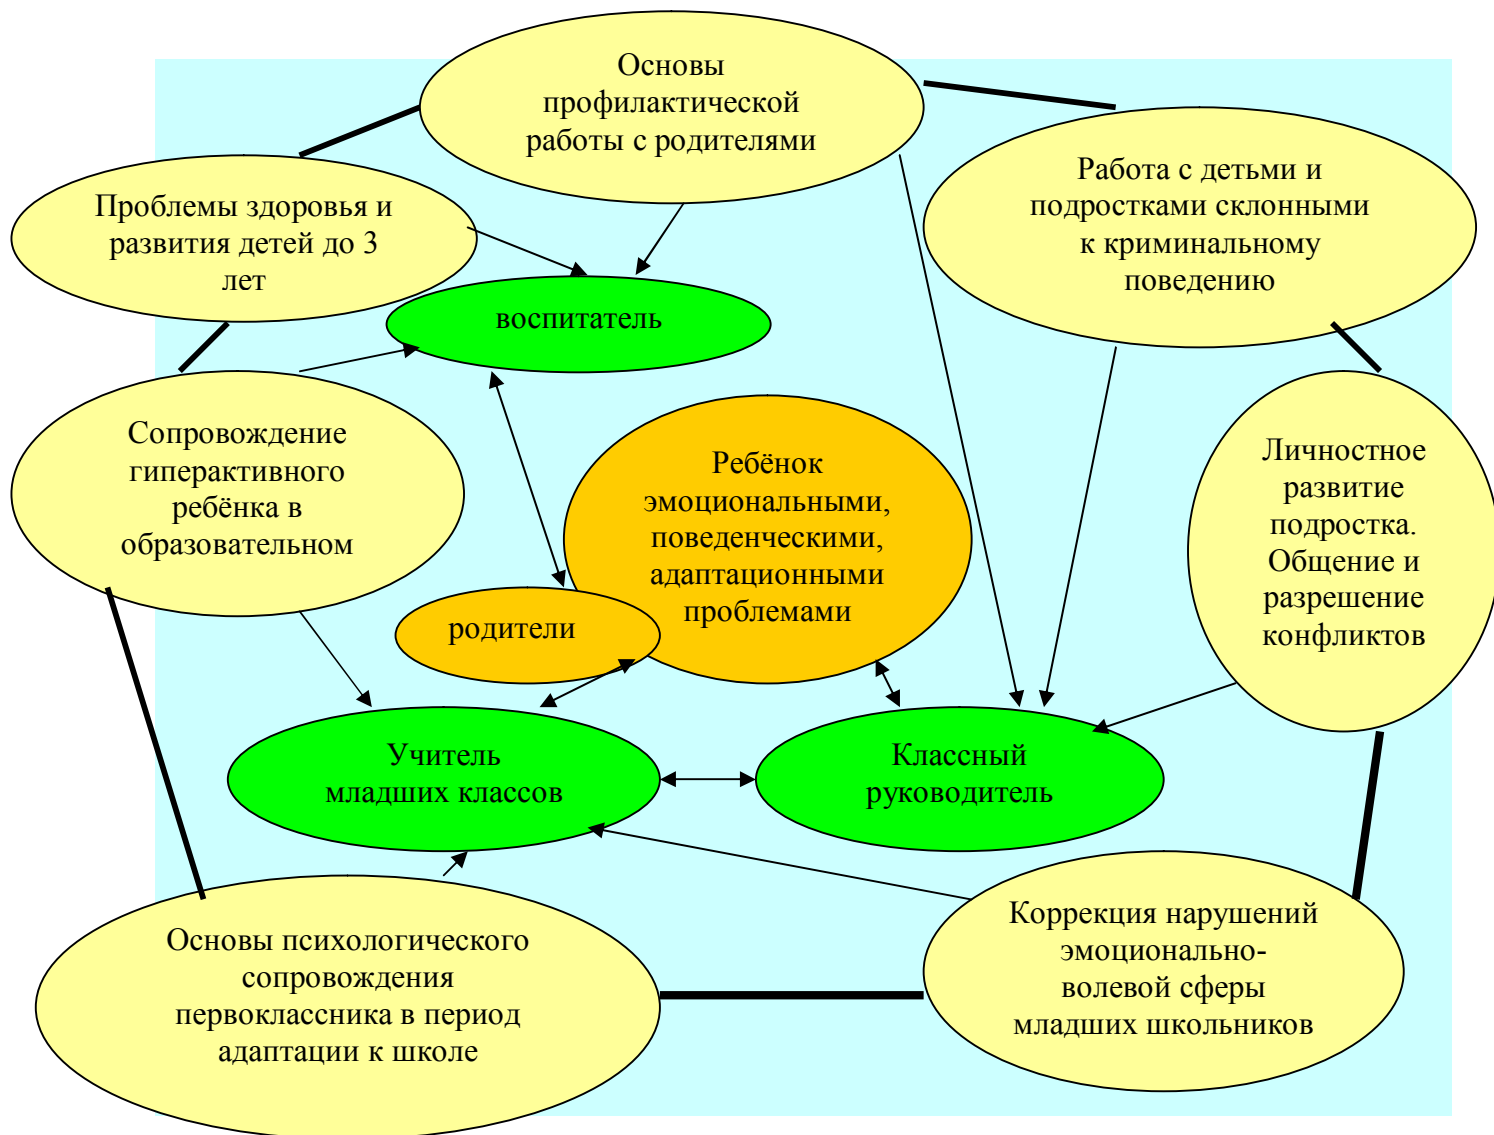 Основы
профилактической
работы с родителями
Работа с детьми и
подростками склонными
к криминальному
поведению
Проблемы здоровья и
развития детей до 3
лет
воспитатель
Сопровождение
гиперактивного
ребёнка в
образовательном
Ребёнок
эмоциональными,
поведенческими,
адаптационными
проблемами
Личностное
развитие
подростка.
Общение и
разрешение
конфликтов
родители
Учитель
младших классов
Классный
руководитель
Основы психологического
сопровождения
первоклассника в период
адаптации к школе
Коррекция нарушений
эмоционально-
волевой сферы
младших школьников